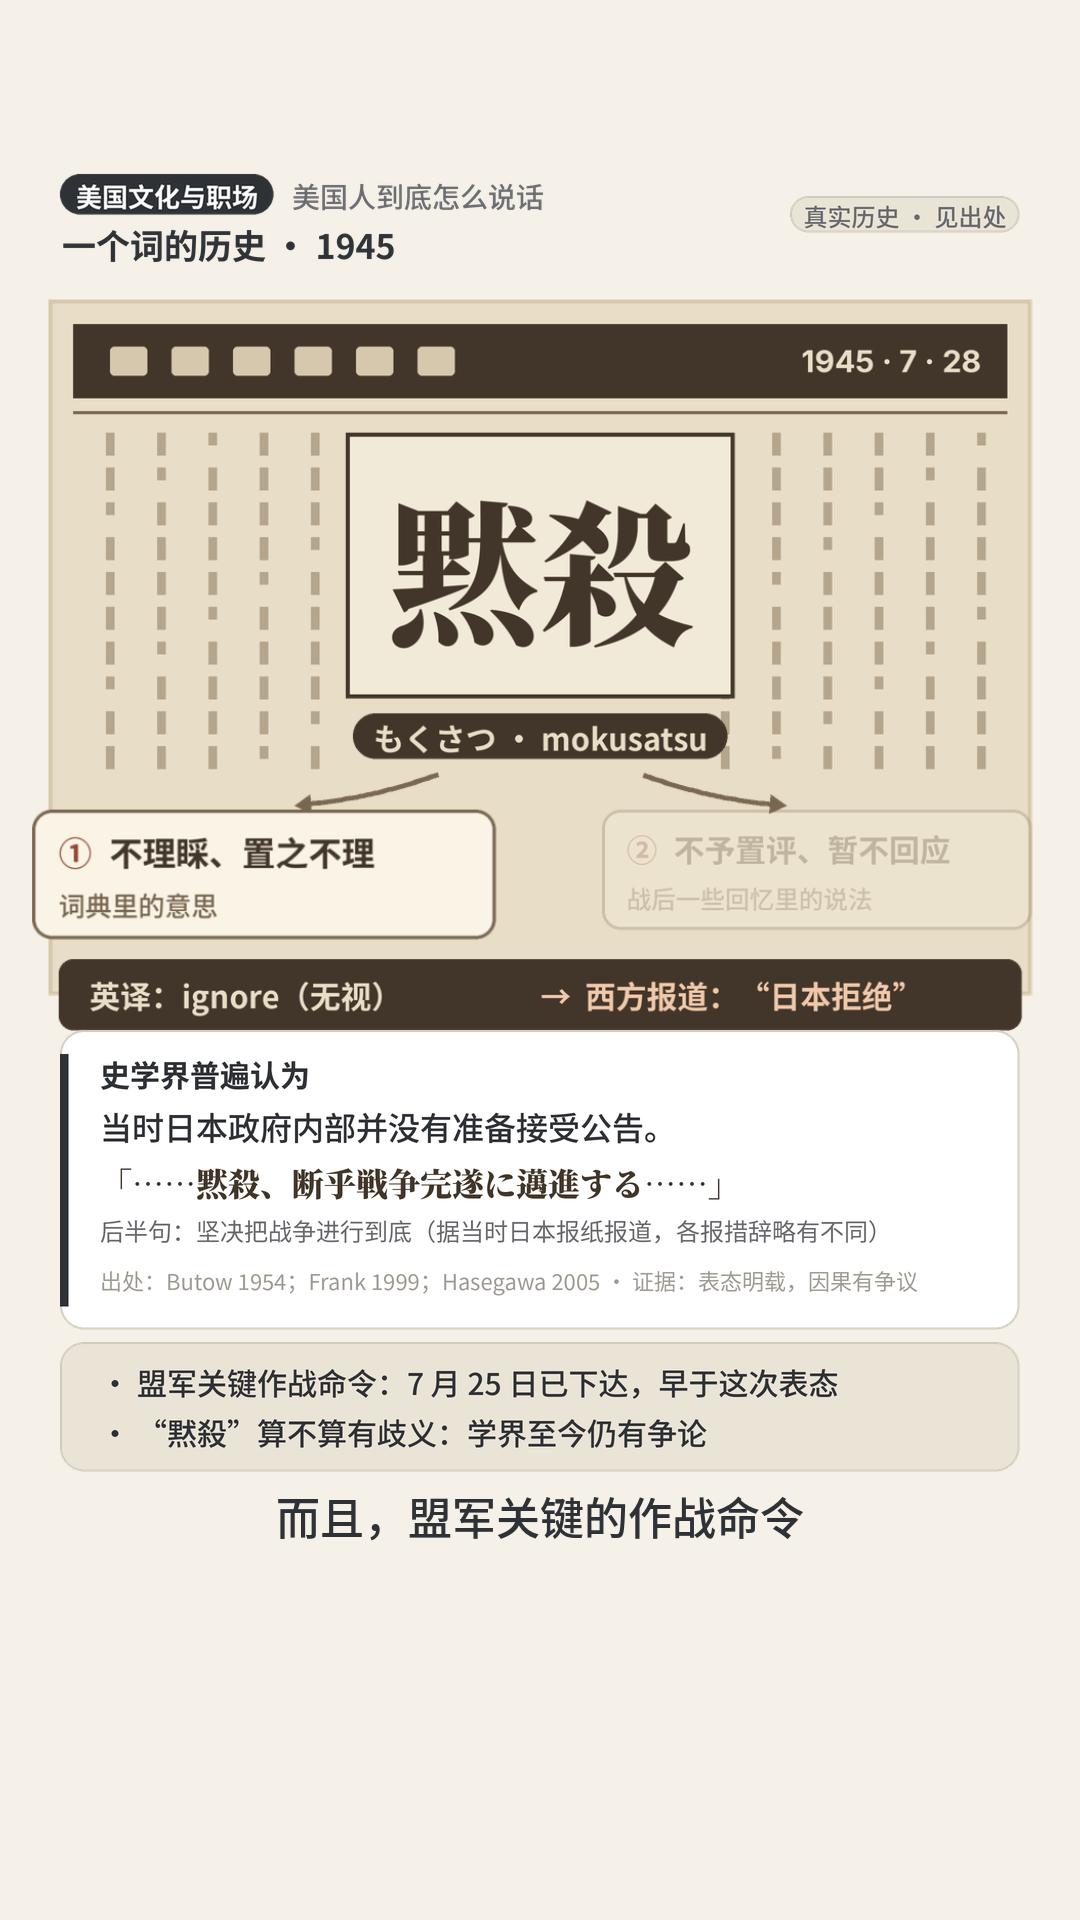 美国文化与职场 美国人到底怎么说话
一个词的历史 · 1945
真实历史 · 见出处
1945 · 7 · 28
黙殺
もくさつ · mokusatsu
① 不理睬、置之不理
词典里的意思
② 不予置评、暂不回应
战后一些回忆里的说法
英译：ignore（无视） → 西方报道：“日本拒绝”
史学界普遍认为
当时日本政府内部并没有准备接受公告。
「……黙殺、断乎戦争完遂に邁進する……」
后半句：坚决把战争进行到底（据当时日本报纸报道，各报措辞略有不同）
出处：Butow 1954；Frank 1999；Hasegawa 2005 · 证据：表态明载，因果有争议
· 盟军关键作战命令：7 月 25 日已下达，早于这次表态
· “黙殺”算不算有歧义：学界至今仍有争论
而且，盟军关键的作战命令